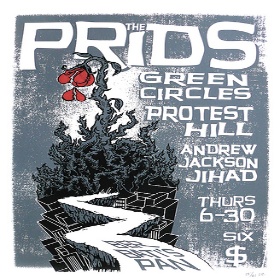 THE
PRIDS
GREEN
CIRCLES
PROTEST
HILL
ANDREW
JACKSON
JIHAD
THURS
6-30
SIX
$